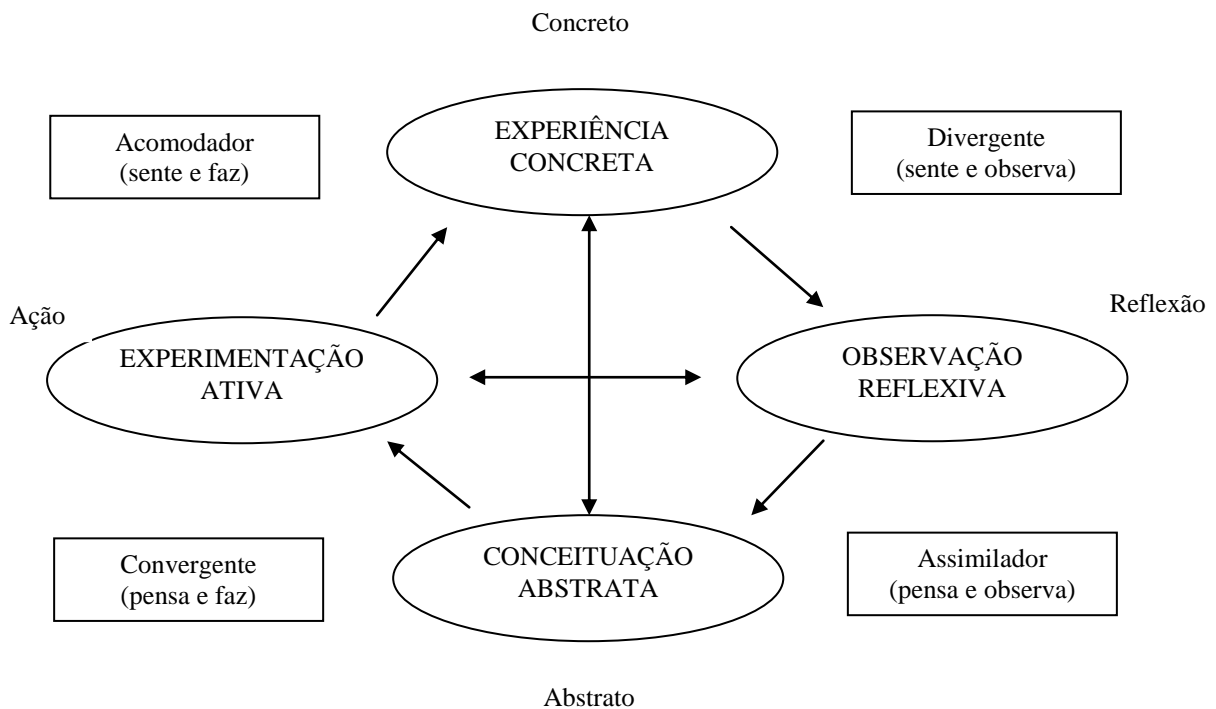 Concreto
Acomodador
(sente e faz)
EXPERIÊNCIA
CONCRETA
Divergente
(sente e observa)
Ação
Reflexão
EXPERIMENTAÇÃO
ATIVA
OBSERVAÇÃO
REFLEXIVA
Convergente
(pensa e faz)
CONCEITUAÇÃO
ABSTRATA
Assimilador
(pensa e observa)
Abstrato